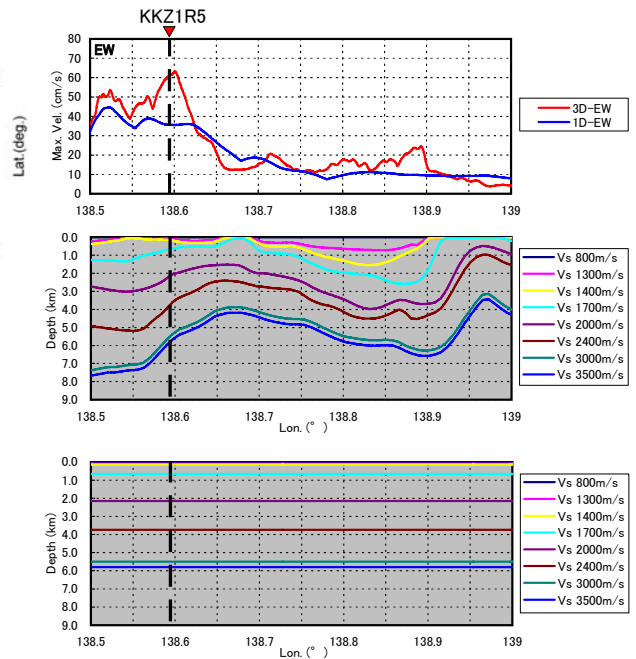 KKZ1R5
EW
80
70
60
50
40
30
20
10
0
Max. Vel. (cm/s)
Lat.(deg.)
138.5 138.6 138.7 138.8 138.9 139
3D-EW
1D-EW
0.0
1.0
2.0
3.0
4.0
5.0
6.0
7.0
8.0
9.0
Depth (km)
138.5 138.6 138.7 138.8 138.9 139
Lon. (° )
Vs 800m/s
Vs 1300m/s
Vs 1400m/s
Vs 1700m/s
Vs 2000m/s
Vs 2400m/s
Vs 3000m/s
Vs 3500m/s
0.0
1.0
2.0
3.0
4.0
5.0
6.0
7.0
8.0
9.0
Depth (km)
138.5 138.6 138.7 138.8 138.9 139
Lon. (° )
Vs 800m/s
Vs 1300m/s
Vs 1400m/s
Vs 1700m/s
Vs 2000m/s
Vs 2400m/s
Vs 3000m/s
Vs 3500m/s